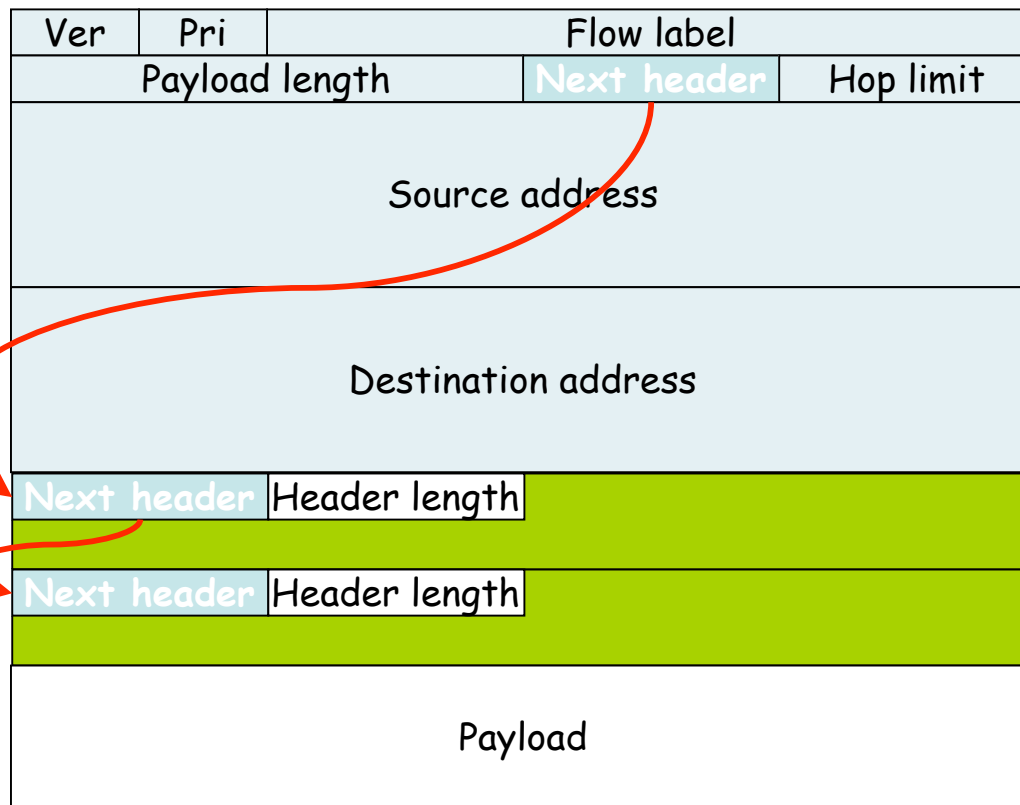 Ver Pri Flow label
Payload length Next header Hop limit
Source address
Destination address
Next header Header length
Next header Header length
Payload